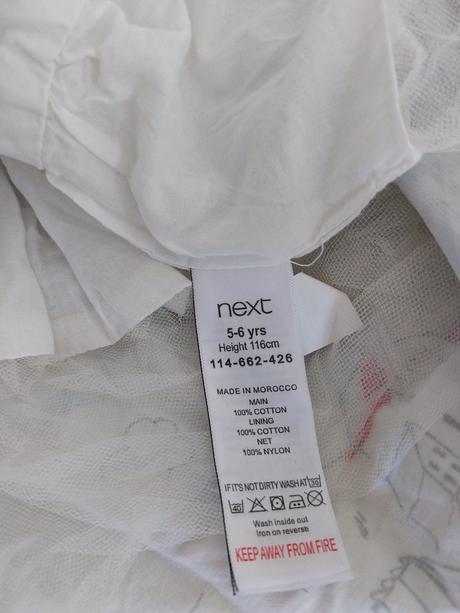 next
5-6 yrs
Height 116cm
114-662-426
MADE IN MOROCCO
MAIN
100% COTTON
LINING
100% COTTON
NET
100% NYLON
IF IT'S NOT DIRTY WASH AT 30
40
Wash inside out
Iron on reverse
KEEP AWAY FROM FIRE